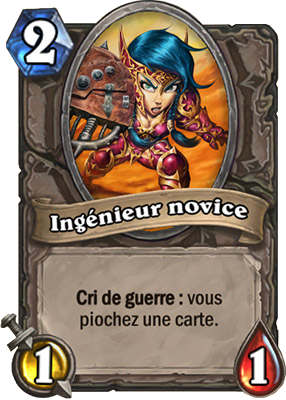 2
Ingénieur novice
Cri de guerre : vous
piochez une carte.
1
1